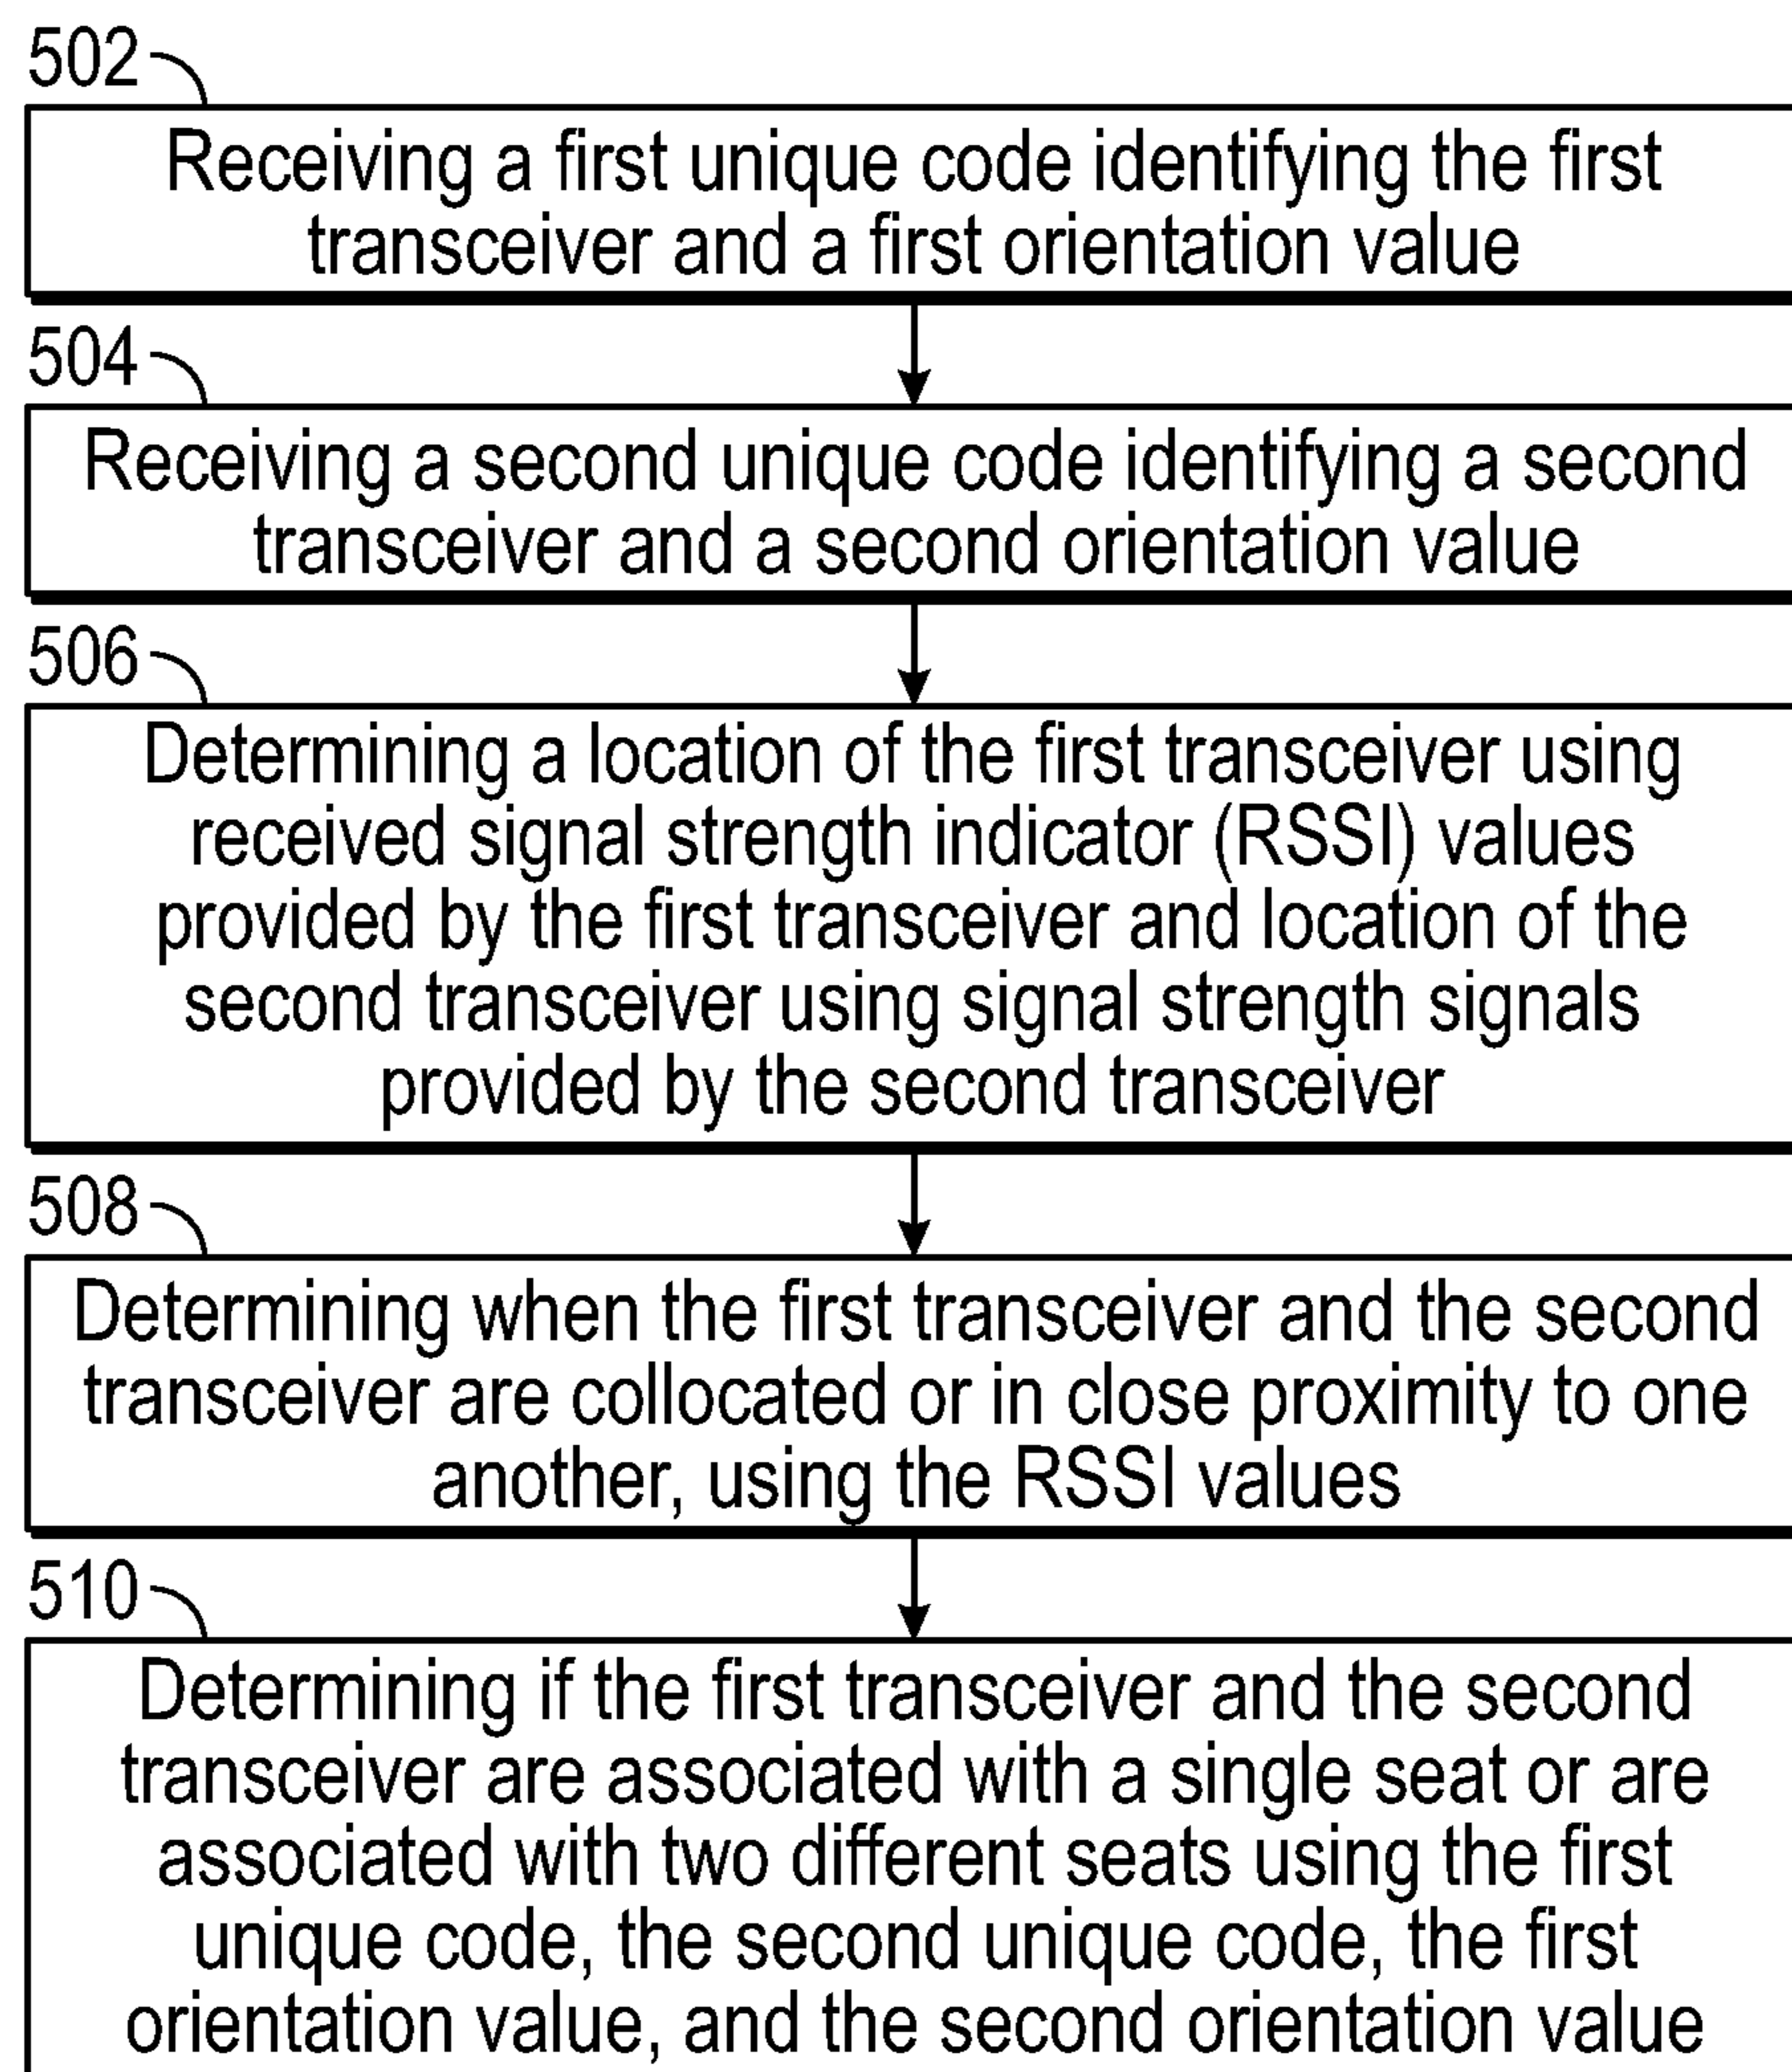 502
Receiving a first unique code identifying the first
transceiver and a first orientation value
504
Receiving a second unique code identifying a second
transceiver and a second orientation value
506
Determining a location of the first transceiver using
received signal strength indicator (RSSI) values
provided by the first transceiver and location of the
second transceiver using signal strength signals
provided by the second transceiver
508
Determining when the first transceiver and the second
transceiver are collocated or in close proximity to one
another, using the RSSI values
510
Determining if the first transceiver and the second
transceiver are associated with a single seat or are
associated with two different seats using the first
unique code, the second unique code, the first
orientation value, and the second orientation value